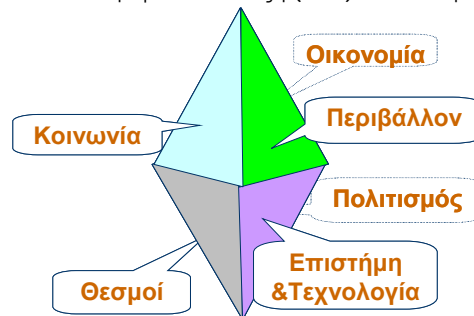 Οικονομία
Περιβάλλον
Κοινωνία
Πολιτισμός
Επιστήμη
&Τεχνολογία
Θεσμοί